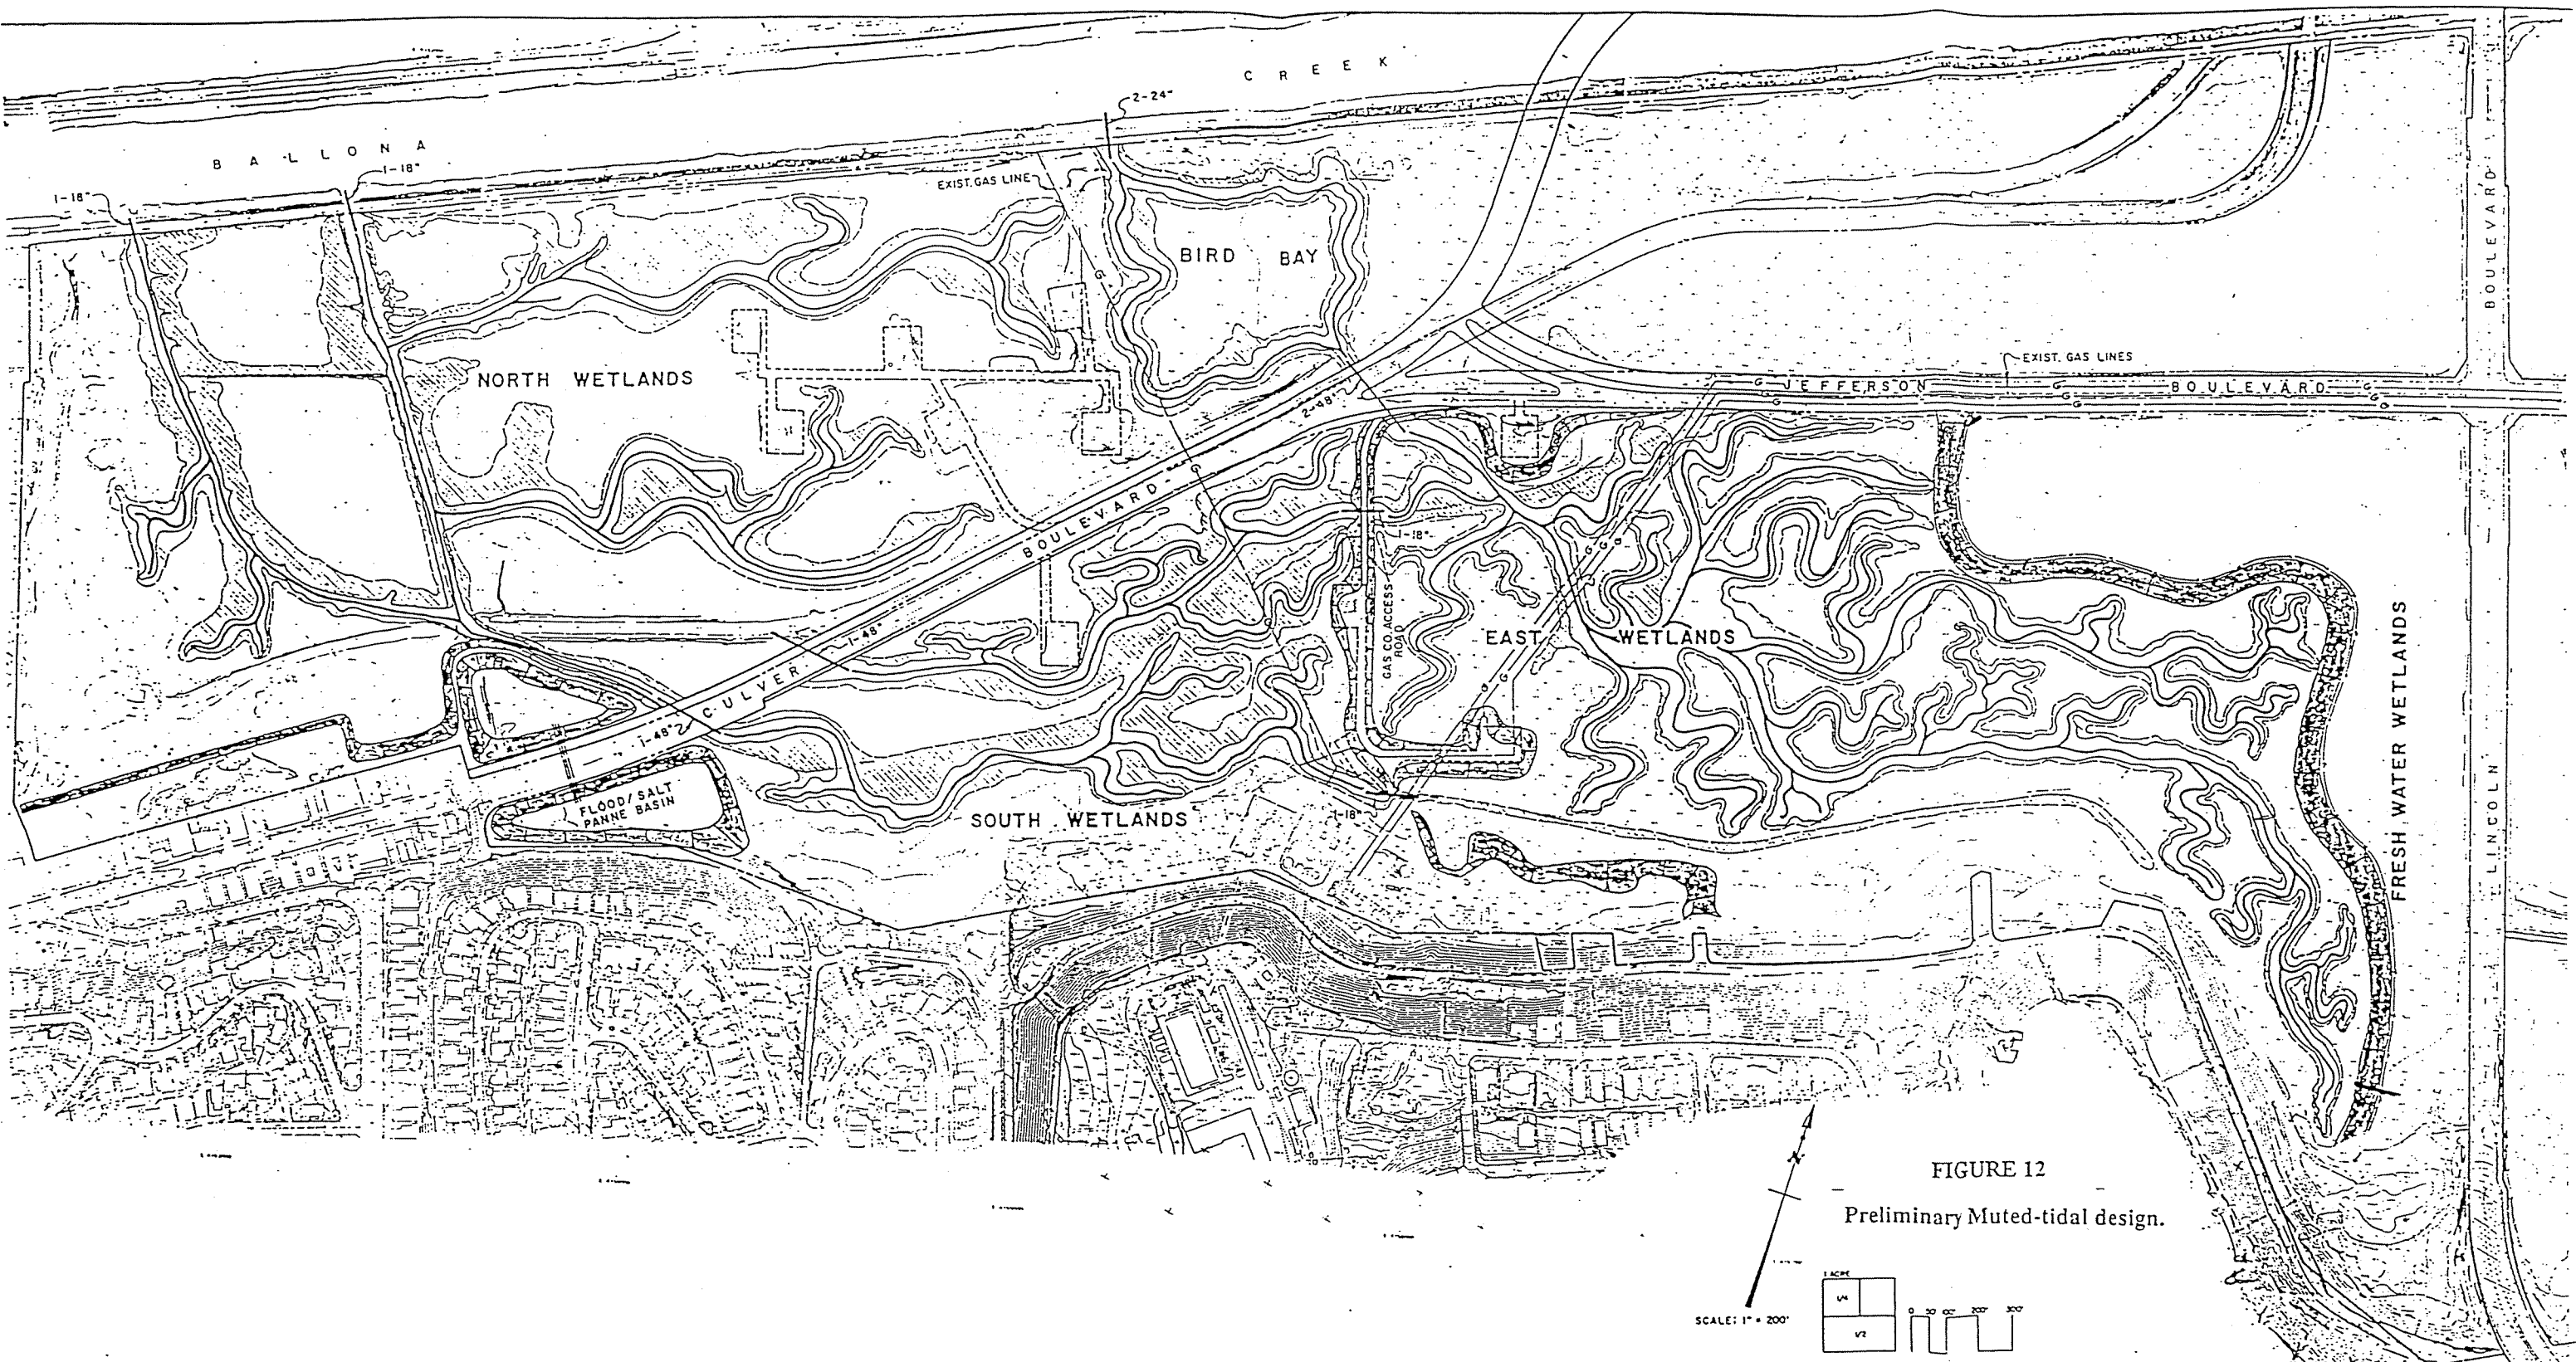 CREEK
2-24"
BALLONA
1-18"
1-18"
EXIST. GAS LINE
G
BIRD BAY
BOULEVARD
NORTH WETLANDS
EXIST. GAS LINES
G JEFFERSON G BOULEVARD G
G GG GG
2-48"
G
BOULEVARD
1-18"
GAS CO. ACCESS
ROAD
EAST WETLANDS
1-48"
CULVER
1-48"
FRESH WATER WETLANDS
FLOOD/SALT
PANNE BASIN
SOUTH WETLANDS
1-18"
LINCOLN
N
FIGURE 12
Preliminary Muted-tidal design.
SCALE: 1" = 200'
1 ACRE
1/4
1/2
0 50 100' 200' 300'